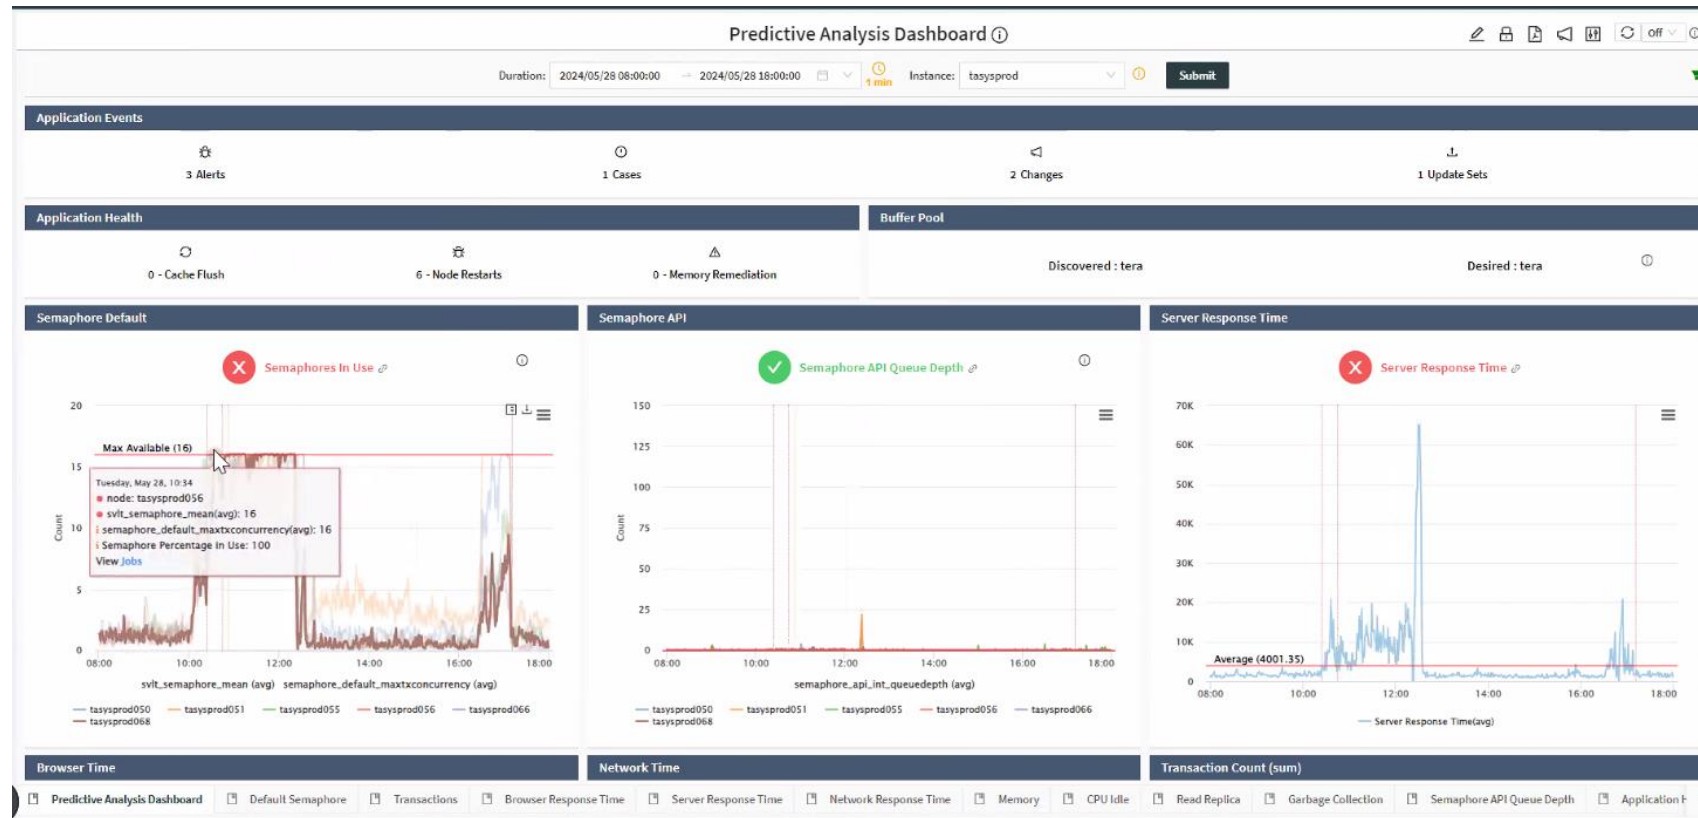 Predictive Analysis Dashboard
off
Duration: 2024/05/28 08:00:00 → 2024/05/28 18:00:00 1 min Instance: tasysprod Submit
Application Events
3 Alerts 1 Cases 2 Changes 1 Update Sets
Application Health Buffer Pool
0 - Cache Flush 6 - Node Restarts 0 - Memory Remediation
Discovered : tera Desired : tera
Semaphore Default Semaphore API Server Response Time
Semaphores In Use
20
15
10
5
0
Count
Max Available (16)
Tuesday, May 28, 10:34
node: tasysprod056
svlt_semaphore_mean(avg): 16
semaphore_default_maxtxconcurrency(avg): 16
Semaphore Percentage In Use: 100
View Jobs
08:00 10:00 12:00 14:00 16:00 18:00
svlt_semaphore_mean (avg) semaphore_default_maxtxconcurrency (avg)
tasysprod050 tasysprod051 tasysprod055 tasysprod056 tasysprod066
tasysprod068
Semaphore API Queue Depth
150
125
100
75
50
25
0
Count
08:00 10:00 12:00 14:00 16:00 18:00
semaphore_api_int_queuedepth (avg)
tasysprod050 tasysprod051 tasysprod055 tasysprod056 tasysprod066
tasysprod068
Server Response Time
70K
60K
50K
40K
30K
20K
10K
0
Average (4001.35)
08:00 10:00 12:00 14:00 16:00 18:00
Server Response Time(avg)
Browser Time Network Time Transaction Count (sum)
Predictive Analysis Dashboard Default Semaphore Transactions Browser Response Time Server Response Time Network Response Time Memory CPU Idle Read Replica Garbage Collection Semaphore API Queue Depth Application H